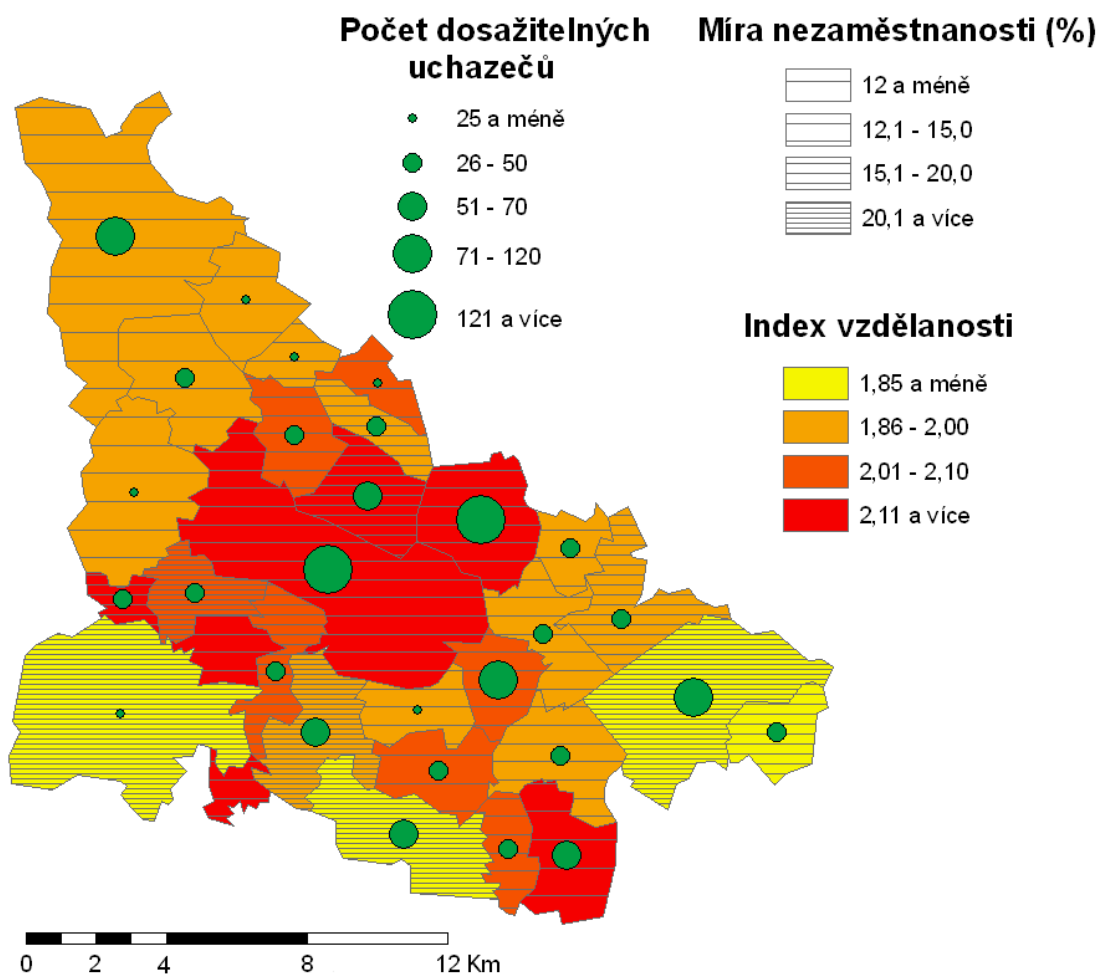 Počet dosažitelných
uchazečů
25 a méně
26 - 50
51 - 70
71 - 120
121 a více
Míra nezaměstnanosti (%)
12 a méně
12,1 - 15,0
15,1 - 20,0
20,1 a více
Index vzdělanosti
1,85 a méně
1,86 - 2,00
2,01 - 2,10
2,11 a více
0 2 4 8 12 Km